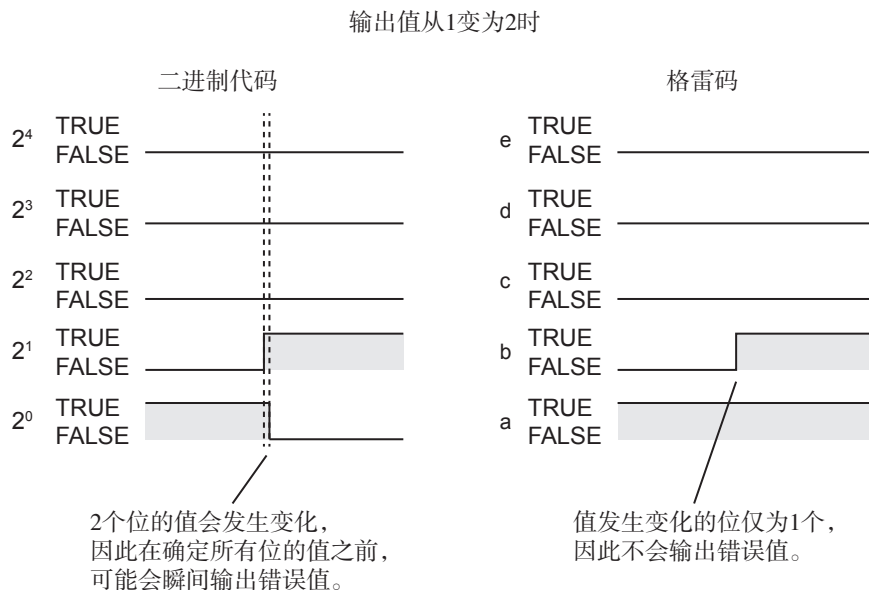 输出值从1变为2时
二进制代码
2⁴ TRUE
FALSE
2³ TRUE
FALSE
2² TRUE
FALSE
2¹ TRUE
FALSE
2⁰ TRUE
FALSE
2个位的值会发生变化，
因此在确定所有位的值之前，
可能会瞬间输出错误值。
格雷码
e TRUE
FALSE
d TRUE
FALSE
c TRUE
FALSE
b TRUE
FALSE
a TRUE
FALSE
值发生变化的位仅为1个，
因此不会输出错误值。